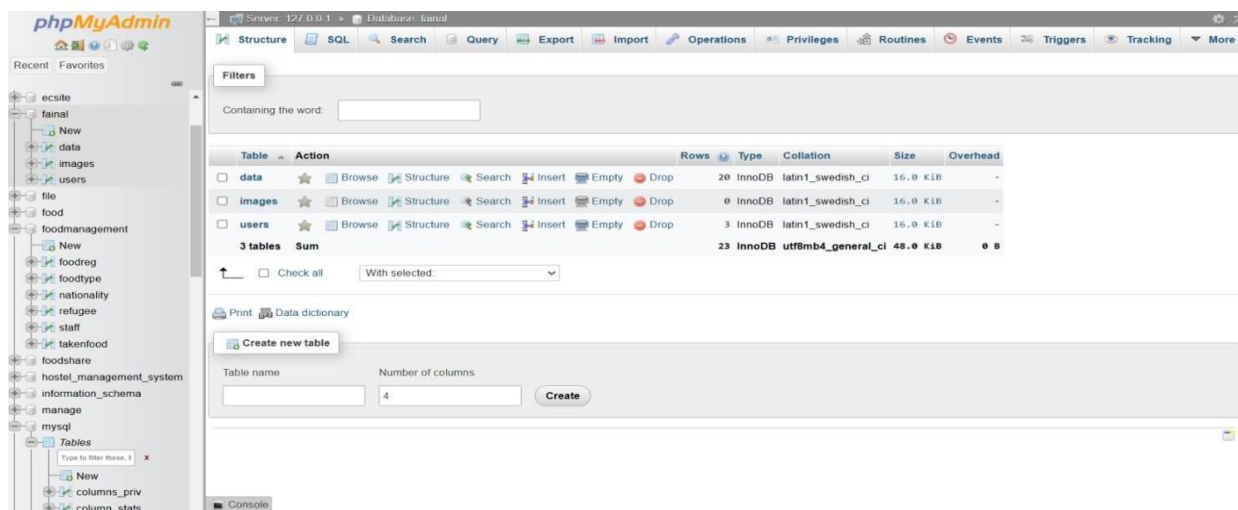 phpMyAdmin
Recent Favorites
ecsite
fainal
New
data
images
users
file
food
foodmanagement
New
foodreg
foodtype
nationality
refugee
staff
takenfood
foodshare
hostel_management_system
information_schema
manage
mysql
Tables
Type to filter these, X
New
columns_priv
column_stats
Server: 127.0.0.1 » Database: fainal
Structure SQL Search Query Export Import Operations Privileges Routines Events Triggers Tracking More
Filters
Containing the word:
Table Action Rows Type Collation Size Overhead
data Browse Structure Search Insert Empty Drop 20 InnoDB latin1_swedish_ci 16.0 KiB -
images Browse Structure Search Insert Empty Drop 0 InnoDB latin1_swedish_ci 16.0 KiB -
users Browse Structure Search Insert Empty Drop 3 InnoDB latin1_swedish_ci 16.0 KiB -
3 tables Sum 23 InnoDB utf8mb4_general_ci 48.0 KiB 0 B
Check all With selected:
Print Data dictionary
Create new table
Table name Number of columns
4 Create
Console